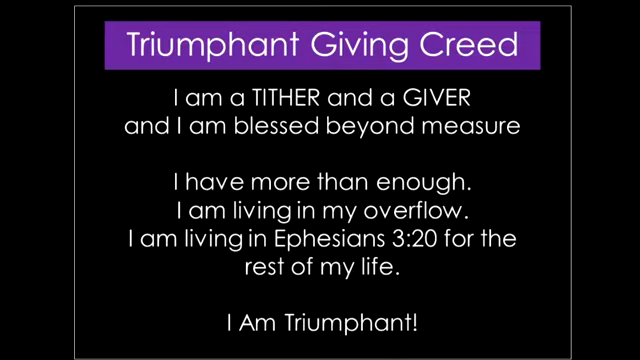 Triumphant Giving Creed
I am a TITHER and a GIVER
and I am blessed beyond measure
I have more than enough.
I am living in my overflow.
I am living in Ephesians 3:20 for the
rest of my life.
I Am Triumphant!